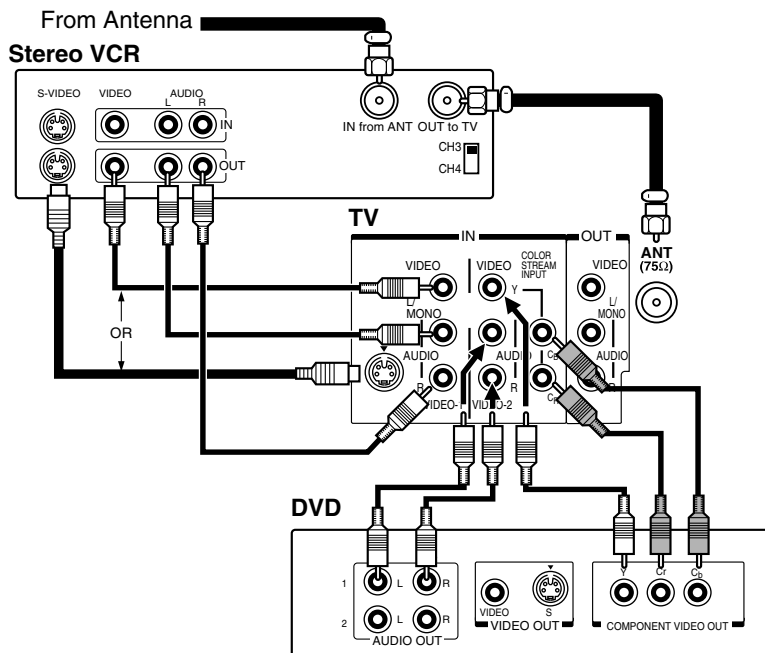 From Antenna
Stereo VCR
S-VIDEO VIDEO AUDIO
L R
IN
IN from ANT OUT to TV
CH3
CH4
OUT
TV
IN OUT
ANT
(75Ω)
VIDEO VIDEO
COLOR
STREAM
INPUT
Y
VIDEO
L/
MONO
L/
MONO
OR
AUDIO AUDIO AUDIO
CB
R R R
CR
VIDEO-1 VIDEO-2
DVD
1 L R
2 L R
AUDIO OUT
VIDEO S
VIDEO OUT
Y Cr Cb
COMPONENT VIDEO OUT